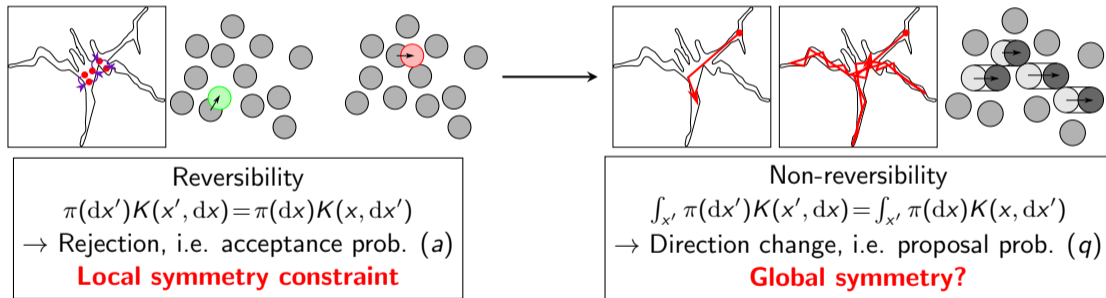 Reversibility
π(dx′)K(x′, dx)=π(dx)K(x, dx′)
→ Rejection, i.e. acceptance prob. (a)
Local symmetry constraint
Non-reversibility
∫ₓ′ π(dx′)K(x′, dx)=∫ₓ′ π(dx)K(x, dx′)
→ Direction change, i.e. proposal prob. (q)
Global symmetry?